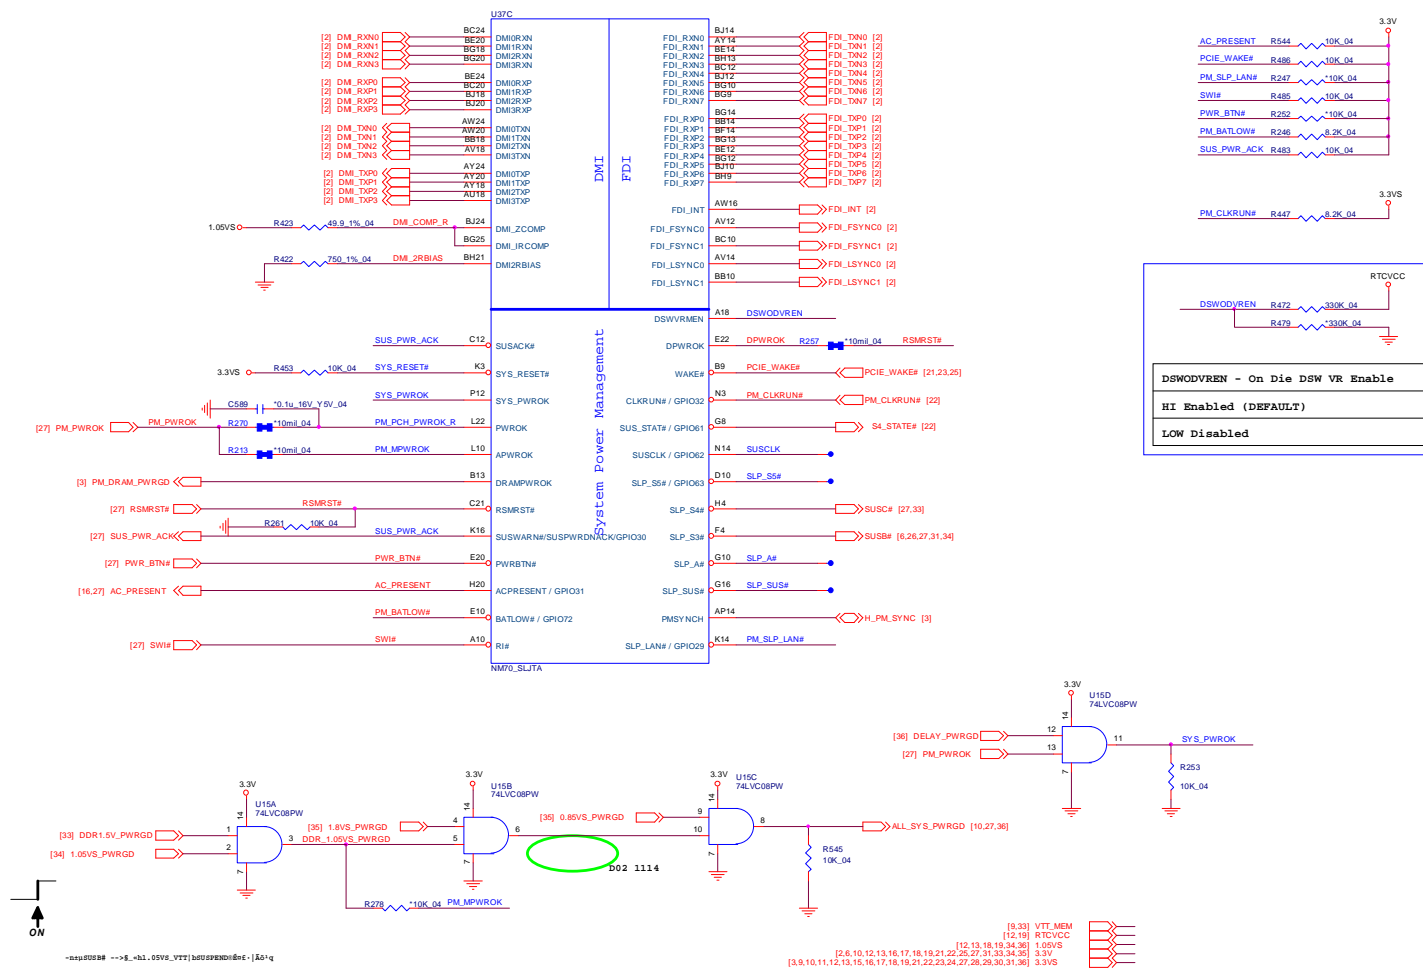 U37C
[2] DMI_RXN0 BC24 DMI0RXN FDI_RXN0 BJ14 FDI_TXN0 [2]
[2] DMI_RXN1 BE20 DMI1RXN FDI_RXN1 AY14 FDI_TXN1 [2]
[2] DMI_RXN2 BG18 DMI2RXN FDI_RXN2 BE14 FDI_TXN2 [2]
[2] DMI_RXN3 BG20 DMI3RXN FDI_RXN3 BH13 FDI_TXN3 [2]
FDI_RXN4 BC12 FDI_TXN4 [2]
[2] DMI_RXP0 BE24 DMI0RXP FDI_RXN5 BJ12 FDI_TXN5 [2]
[2] DMI_RXP1 BC20 DMI1RXP FDI_RXN6 BG10 FDI_TXN6 [2]
[2] DMI_RXP2 BJ18 DMI2RXP FDI_RXN7 BG9 FDI_TXN7 [2]
[2] DMI_RXP3 BJ20 DMI3RXP
FDI_RXP0 BG14 FDI_TXP0 [2]
[2] DMI_TXN0 AW24 DMI0TXN FDI_RXP1 BB14 FDI_TXP1 [2]
[2] DMI_TXN1 AW20 DMI1TXN FDI_RXP2 BF14 FDI_TXP2 [2]
[2] DMI_TXN2 BB18 DMI2TXN FDI_RXP3 BG13 FDI_TXP3 [2]
[2] DMI_TXN3 AV18 DMI3TXN FDI_RXP4 BE12 FDI_TXP4 [2]
FDI_RXP5 BG12 FDI_TXP5 [2]
[2] DMI_TXP0 AY24 DMI0TXP FDI_RXP6 BJ10 FDI_TXP6 [2]
[2] DMI_TXP1 AY20 DMI1TXP FDI_RXP7 BH9 FDI_TXP7 [2]
[2] DMI_TXP2 AY18 DMI2TXP
[2] DMI_TXP3 AU18 DMI3TXP
DMI
FDI
FDI_INT AW16 FDI_INT [2]
1.05VS R423 49.9_1%_04 DMI_COMP_R BJ24 DMI_ZCOMP FDI_FSYNC0 AV12 FDI_FSYNC0 [2]
BG25 DMI_IRCOMP FDI_FSYNC1 BC10 FDI_FSYNC1 [2]
R422 750_1%_04 DMI_2RBIAS BH21 DMI2RBIAS FDI_LSYNC0 AV14 FDI_LSYNC0 [2]
FDI_LSYNC1 BB10 FDI_LSYNC1 [2]
System Power Management
DSWVRMEN A18 DSWODVREN
SUS_PWR_ACK C12 SUSACK# DPWROK E22 DPWROK R257 *10mil_04 RSMRST#
3.3VS R453 10K_04 SYS_RESET# K3 SYS_RESET# WAKE# B9 PCIE_WAKE# PCIE_WAKE# [21,23,25]
SYS_PWROK P12 SYS_PWROK CLKRUN# / GPIO32 N3 PM_CLKRUN# PM_CLKRUN# [22]
C589 *0.1u_16V_Y5V_04
[27] PM_PWROK PM_PWROK R270 *10mil_04 PM_PCH_PWROK_R L22 PWROK SUS_STAT# / GPIO61 G8 S4_STATE# [22]
R213 *10mil_04 PM_MPWROK L10 APWROK SUSCLK / GPIO62 N14 SUSCLK
[3] PM_DRAM_PWRGD B13 DRAMPWROK SLP_S5# / GPIO63 D10 SLP_S5#
[27] RSMRST# RSMRST# C21 RSMRST# SLP_S4# H4 SUSC# [27,33]
R261 10K_04
[27] SUS_PWR_ACK SUS_PWR_ACK K16 SUSWARN#/SUSPWRDNACK/GPIO30 SLP_S3# F4 SUSB# [6,26,27,31,34]
[27] PWR_BTN# PWR_BTN# E20 PWRBTN# SLP_A# G10 SLP_A#
[16,27] AC_PRESENT AC_PRESENT H20 ACPRESENT / GPIO31 SLP_SUS# G16 SLP_SUS#
PM_BATLOW# E10 BATLOW# / GPIO72 PMSYNCH AP14 H_PM_SYNC [3]
[27] SWI# SWI# A10 RI# SLP_LAN# / GPIO29 K14 PM_SLP_LAN#
NM70_SLJTA
3.3V
AC_PRESENT R544 10K_04
PCIE_WAKE# R486 10K_04
PM_SLP_LAN# R247 *10K_04
SWI# R485 10K_04
PWR_BTN# R252 *10K_04
PM_BATLOW# R246 8.2K_04
SUS_PWR_ACK R483 10K_04
3.3VS
PM_CLKRUN# R447 8.2K_04
RTCVCC
DSWODVREN R472 330K_04
R479 *330K_04
DSWODVREN - On Die DSW VR Enable
HI Enabled (DEFAULT)
LOW Disabled
3.3V
U15D
74LVC08PW
14
[36] DELAY_PWRGD 12
[27] PM_PWROK 13
11 SYS_PWROK
7
R253
10K_04
3.3V
U15A
74LVC08PW
14
[33] DDR1.5V_PWRGD 1
[34] 1.05VS_PWRGD 2
3 DDR_1.05VS_PWRGD
7
R278 *10K_04 PM_MPWROK
3.3V
U15B
74LVC08PW
14
[35] 1.8VS_PWRGD 4
5
6
7
D02 1114
3.3V
U15C
74LVC08PW
14
[35] 0.85VS_PWRGD 9
10
8 ALL_SYS_PWRGD [10,27,36]
7
R545
10K_04
ON
[9,33] VTT_MEM
[12,19] RTCVCC
[12,13,18,19,34,36] 1.05VS
[2,6,10,12,13,16,17,18,19,21,22,25,27,31,33,34,35] 3.3V
[3,9,10,11,12,13,15,16,17,18,19,21,22,23,24,27,28,29,30,31,36] 3.3VS